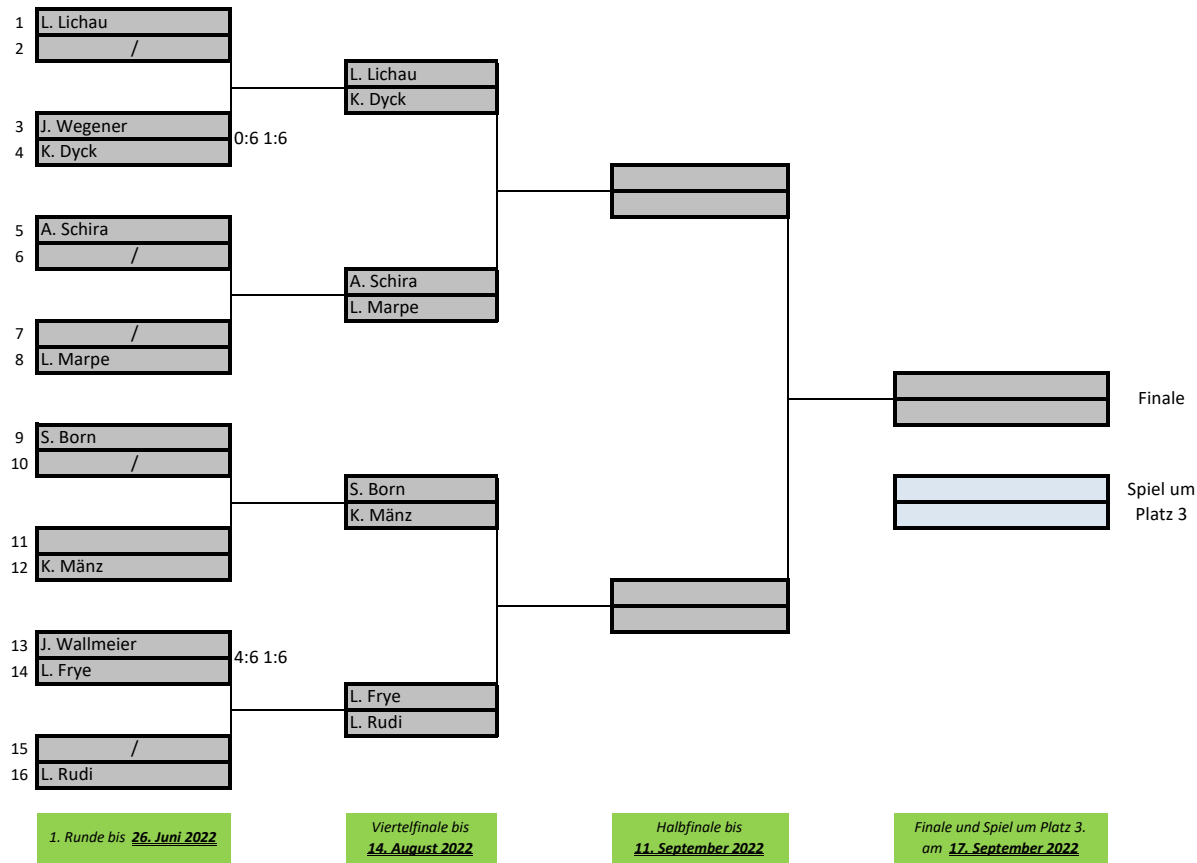 1 L. Lichau
2 /
3 J. Wegener
4 K. Dyck
0:6 1:6
5 A. Schira
6 /
7 /
8 L. Marpe
9 S. Born
10 /
11
12 K. Mänz
13 J. Wallmeier
14 L. Frye
4:6 1:6
15 /
16 L. Rudi
L. Lichau
K. Dyck
A. Schira
L. Marpe
S. Born
K. Mänz
L. Frye
L. Rudi
Finale
Spiel um
Platz 3
1. Runde bis 26. Juni 2022
Viertelfinale bis
14. August 2022
Halbfinale bis
11. September 2022
Finale und Spiel um Platz 3.
am 17. September 2022